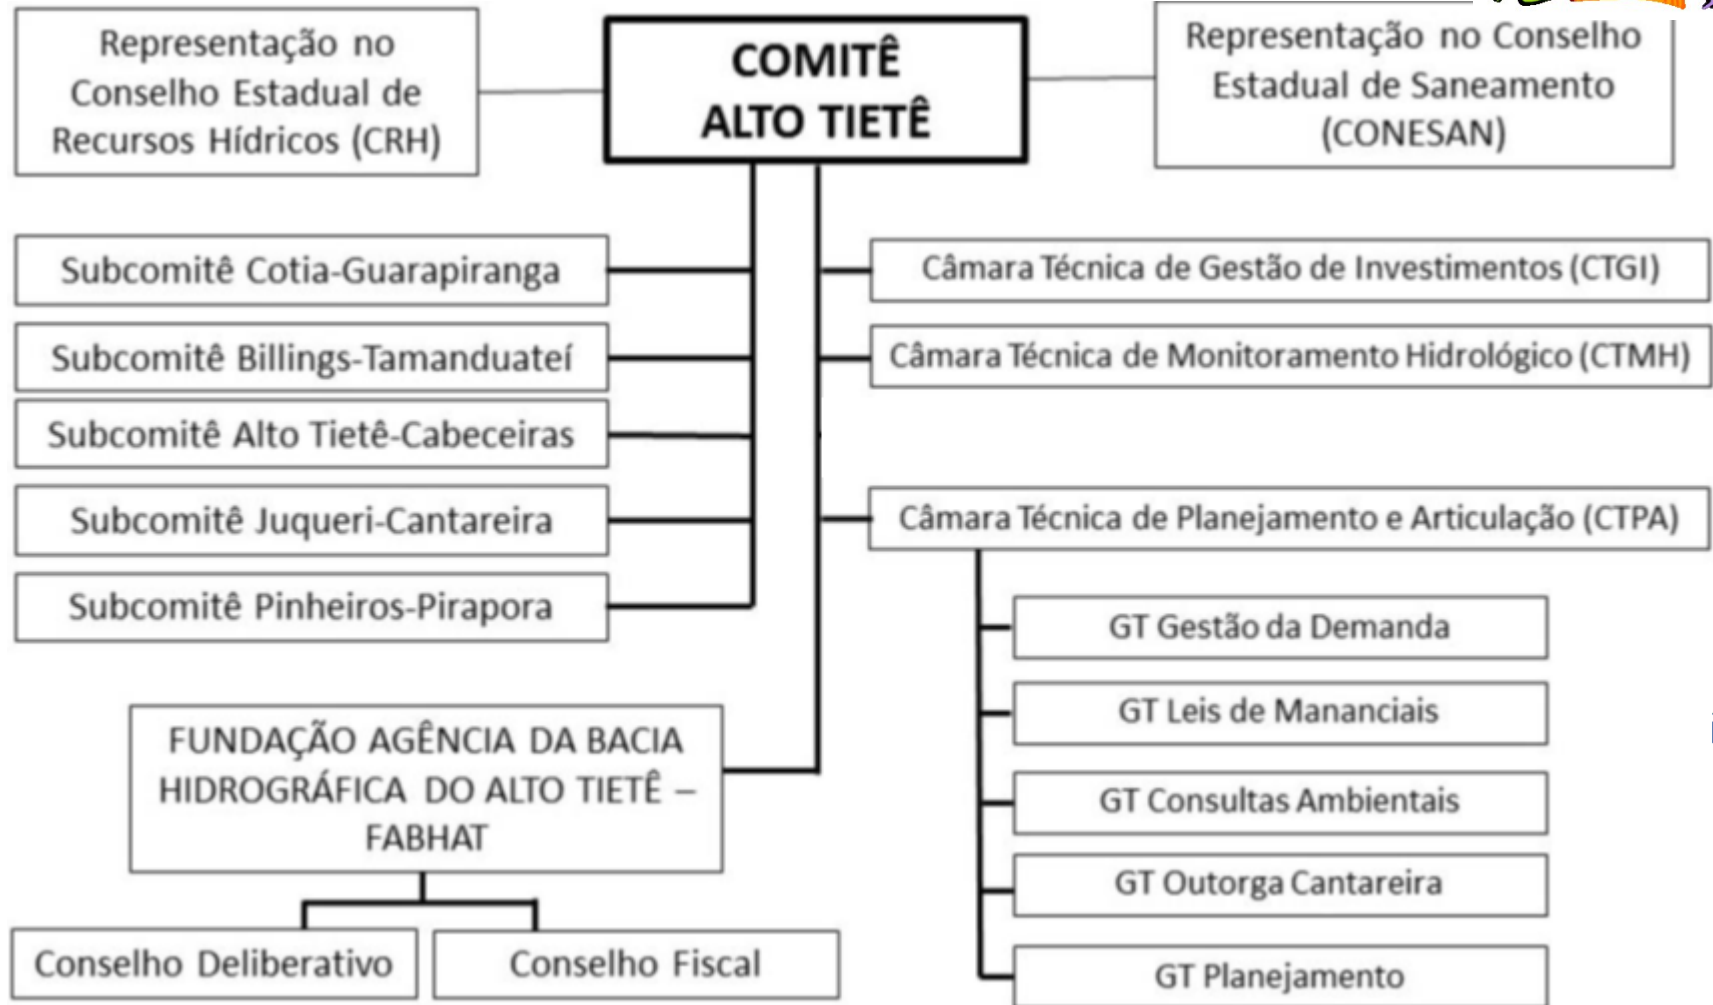 Representação no
Conselho Estadual de
Recursos Hídricos (CRH)
COMITÊ
ALTO TIETÊ
Representação no Conselho
Estadual de Saneamento
(CONESAN)
Subcomitê Cotia-Guarapiranga
Subcomitê Billings-Tamanduateí
Subcomitê Alto Tietê-Cabeceiras
Subcomitê Juqueri-Cantareira
Subcomitê Pinheiros-Pirapora
Câmara Técnica de Gestão de Investimentos (CTGI)
Câmara Técnica de Monitoramento Hidrológico (CTMH)
Câmara Técnica de Planejamento e Articulação (CTPA)
GT Gestão da Demanda
GT Leis de Mananciais
GT Consultas Ambientais
GT Outorga Cantareira
GT Planejamento
FUNDAÇÃO AGÊNCIA DA BACIA
HIDROGRÁFICA DO ALTO TIETÊ –
FABHAT
Conselho Deliberativo
Conselho Fiscal